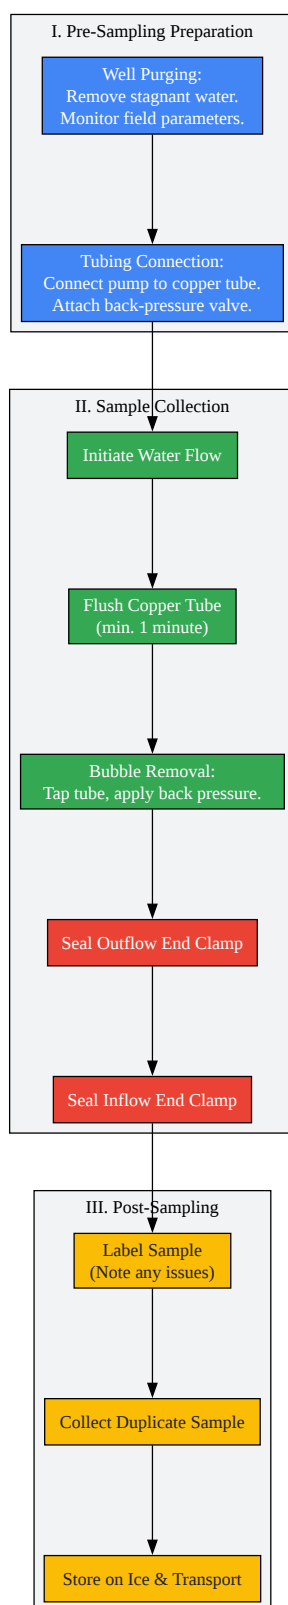 I. Pre-Sampling Preparation
Well Purging:
Remove stagnant water.
Monitor field parameters.
Tubing Connection:
Connect pump to copper tube.
Attach back-pressure valve.
II. Sample Collection
Initiate Water Flow
Flush Copper Tube
(min. 1 minute)
Bubble Removal:
Tap tube, apply back pressure.
Seal Outflow End Clamp
Seal Inflow End Clamp
III. Post-Sampling
Label Sample
(Note any issues)
Collect Duplicate Sample
Store on Ice & Transport